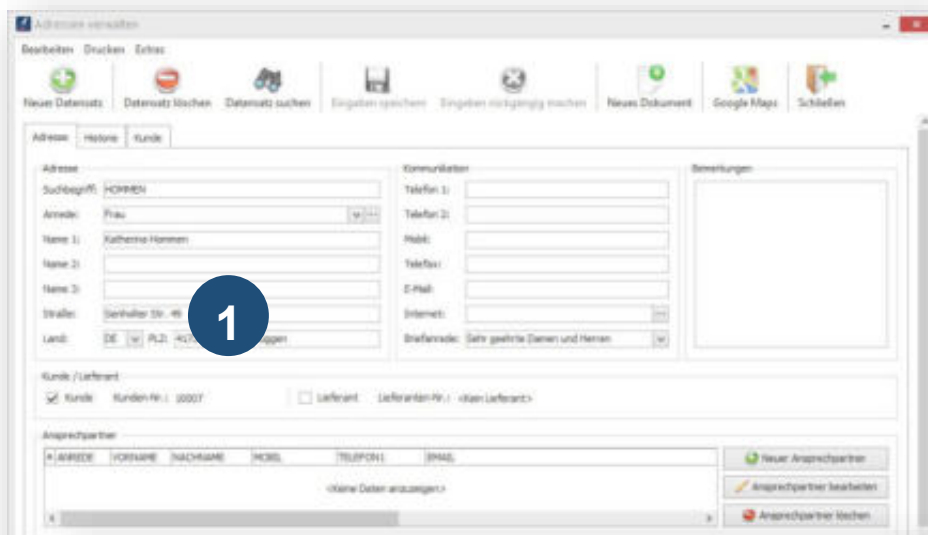 Adressen verwalten
Bearbeiten Drucken Extras
Neuer Datensatz Datensatz löschen Datensatz suchen Eingaben speichern Eingaben rückgängig machen Neues Dokument Google Maps Schließen
Adresse Historie Kunde
Adresse Kommunikation Bemerkungen
Suchbegriff: HOMMEN Telefon 1:
Anrede: Frau Telefon 2:
Name 1: Katharina Hommen Mobil:
Name 2: Telefax:
Name 3: E-Mail:
Straße: Str. 49 Internet:
1
Land: DE PLZ: Briefanrede: Sehr geehrte Damen und Herren
Kunde / Lieferant
Kunde Kunden-Nr.: 10007 Lieferant Lieferanten-Nr.: <Kein Lieferant>
Ansprechpartner
ANREDE VORNAME NACHNAME MOBIL TELEFON1 EMAIL
<Keine Daten anzuzeigen>
Neuer Ansprechpartner
Ansprechpartner bearbeiten
Ansprechpartner löschen